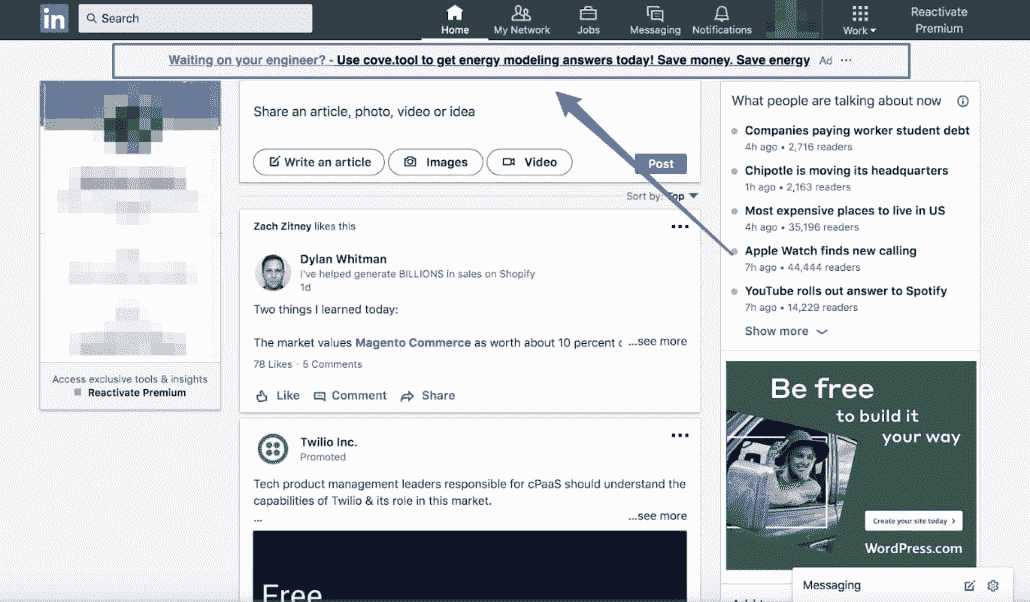 in
Search
Home
My Network
Jobs
Messaging
Notifications
Work
Reactivate
Premium
Waiting on your engineer? - Use cove.tool to get energy modeling answers today! Save money. Save energy Ad ...
Share an article, photo, video or idea
Write an article
Images
Video
Post
Sort by: Top
Zach Zitney likes this
Dylan Whitman
I've helped generate BILLIONS in sales on Shopify
1d
Two things I learned today:
The market values Magento Commerce as worth about 10 percent ...see more
78 Likes · 5 Comments
Like
Comment
Share
Twilio Inc.
Promoted
Tech product management leaders responsible for cPaaS should understand the
capabilities of Twilio & its role in this market.
...
...see more
Free
Access exclusive tools & insights
Reactivate Premium
What people are talking about now
Companies paying worker student debt
4h ago • 2,716 readers
Chipotle is moving its headquarters
1h ago • 2,163 readers
Most expensive places to live in US
4h ago • 35,196 readers
Apple Watch finds new calling
7h ago • 44,444 readers
YouTube rolls out answer to Spotify
7h ago • 14,229 readers
Show more
Be free
to build it
your way
Create your site today
WordPress.com
Messaging